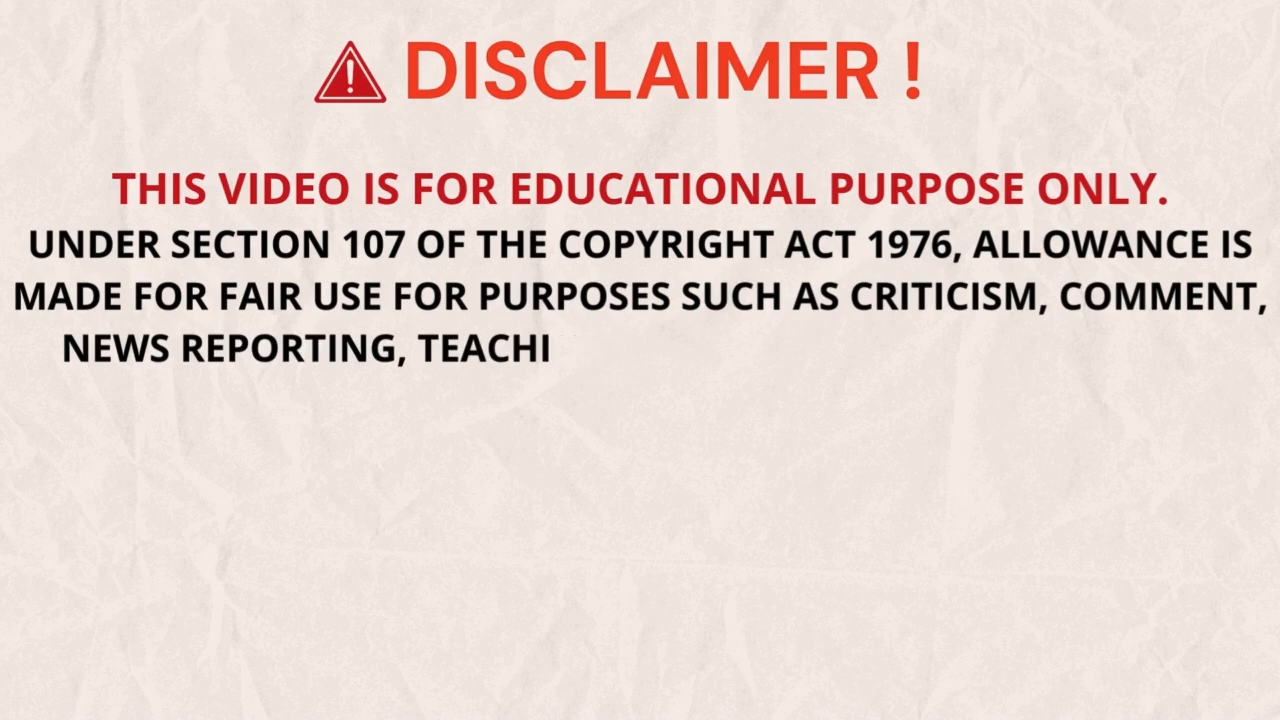 DISCLAIMER !
THIS VIDEO IS FOR EDUCATIONAL PURPOSE ONLY.
UNDER SECTION 107 OF THE COPYRIGHT ACT 1976, ALLOWANCE IS
MADE FOR FAIR USE FOR PURPOSES SUCH AS CRITICISM, COMMENT,
NEWS REPORTING, TEACHI